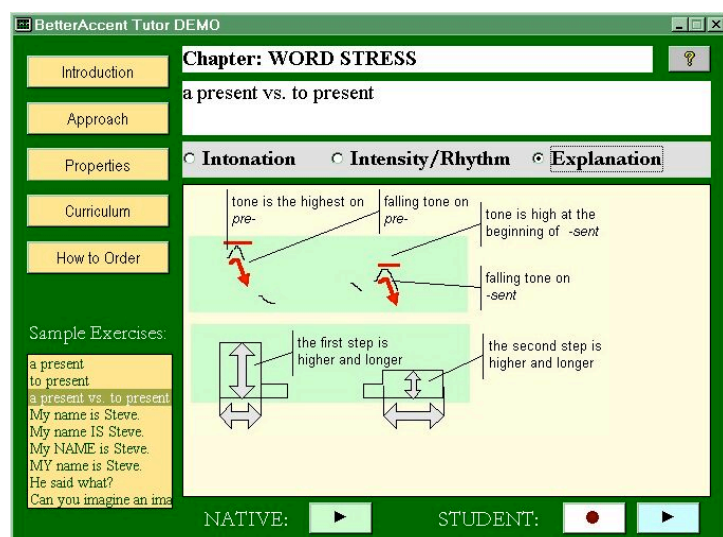 BetterAccent Tutor DEMO
Introduction
Approach
Properties
Curriculum
How to Order
Sample Exercises:
a present
to present
a present vs. to present
My name is Steve.
My name IS Steve.
My NAME is Steve.
MY name is Steve.
He said what?
Can you imagine an ima
Chapter: WORD STRESS
?
a present vs. to present
Intonation
Intensity/Rhythm
Explanation
tone is the highest on
pre-
falling tone on
pre-
tone is high at the
beginning of -sent
falling tone on
-sent
the first step is
higher and longer
the second step is
higher and longer
NATIVE:
STUDENT: